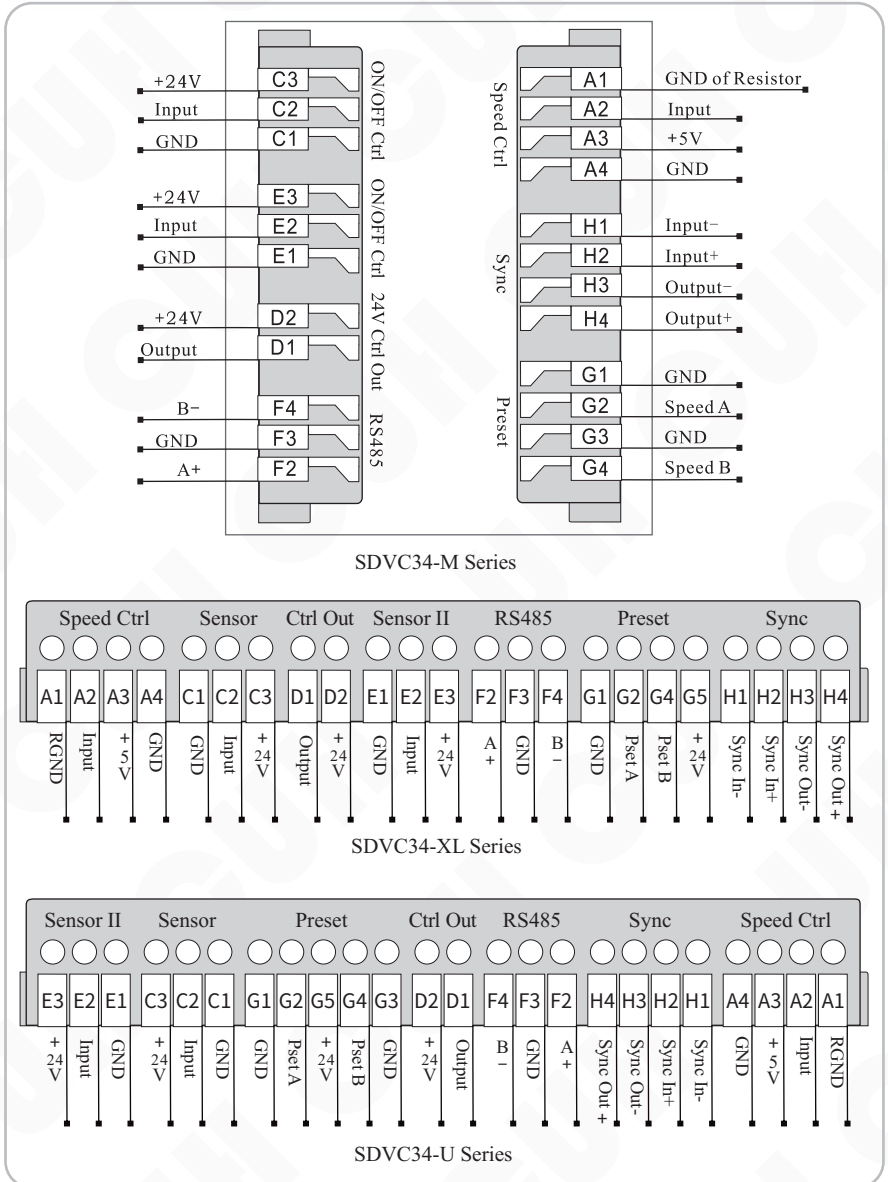 +24V C3 A1 GND of Resistor
Input C2 A2 Input
GND C1 A3 +5V
A4 GND
ON/OFF Ctrl
Speed Ctrl
+24V E3 H1 Input-
Input E2 H2 Input+
GND E1 H3 Output-
H4 Output+
ON/OFF Ctrl
Sync
+24V D2 G1 GND
Output D1 G2 Speed A
G3 GND
G4 Speed B
24V Ctrl Out
Preset
B- F4
GND F3
A+ F2
RS485
SDVC34-M Series
Speed Ctrl Sensor Ctrl Out Sensor II RS485 Preset Sync
A1 A2 A3 A4 C1 C2 C3 D1 D2 E1 E2 E3 F2 F3 F4 G1 G2 G4 G5 H1 H2 H3 H4
RGND Input +5V GND GND Input +24V Output +24V GND Input +24V A+ GND B- GND Pset A Pset B +24V Sync In- Sync In+ Sync Out- Sync Out+
SDVC34-XL Series
Sensor II Sensor Preset Ctrl Out RS485 Sync Speed Ctrl
E3 E2 E1 C3 C2 C1 G1 G2 G5 G4 G3 D2 D1 F4 F3 F2 H4 H3 H2 H1 A4 A3 A2 A1
+24V Input GND +24V Input GND GND Pset A +24V Pset B GND +24V Output B- GND A+ Sync Out+ Sync Out- Sync In+ Sync In- GND +5V Input RGND
SDVC34-U Series